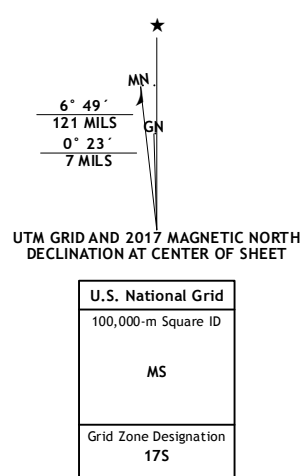 ★
MN
6° 49´
121 MILS
GN
0° 23´
7 MILS
UTM GRID AND 2017 MAGNETIC NORTH
DECLINATION AT CENTER OF SHEET
U.S. National Grid
100,000-m Square ID
MS
Grid Zone Designation
17S